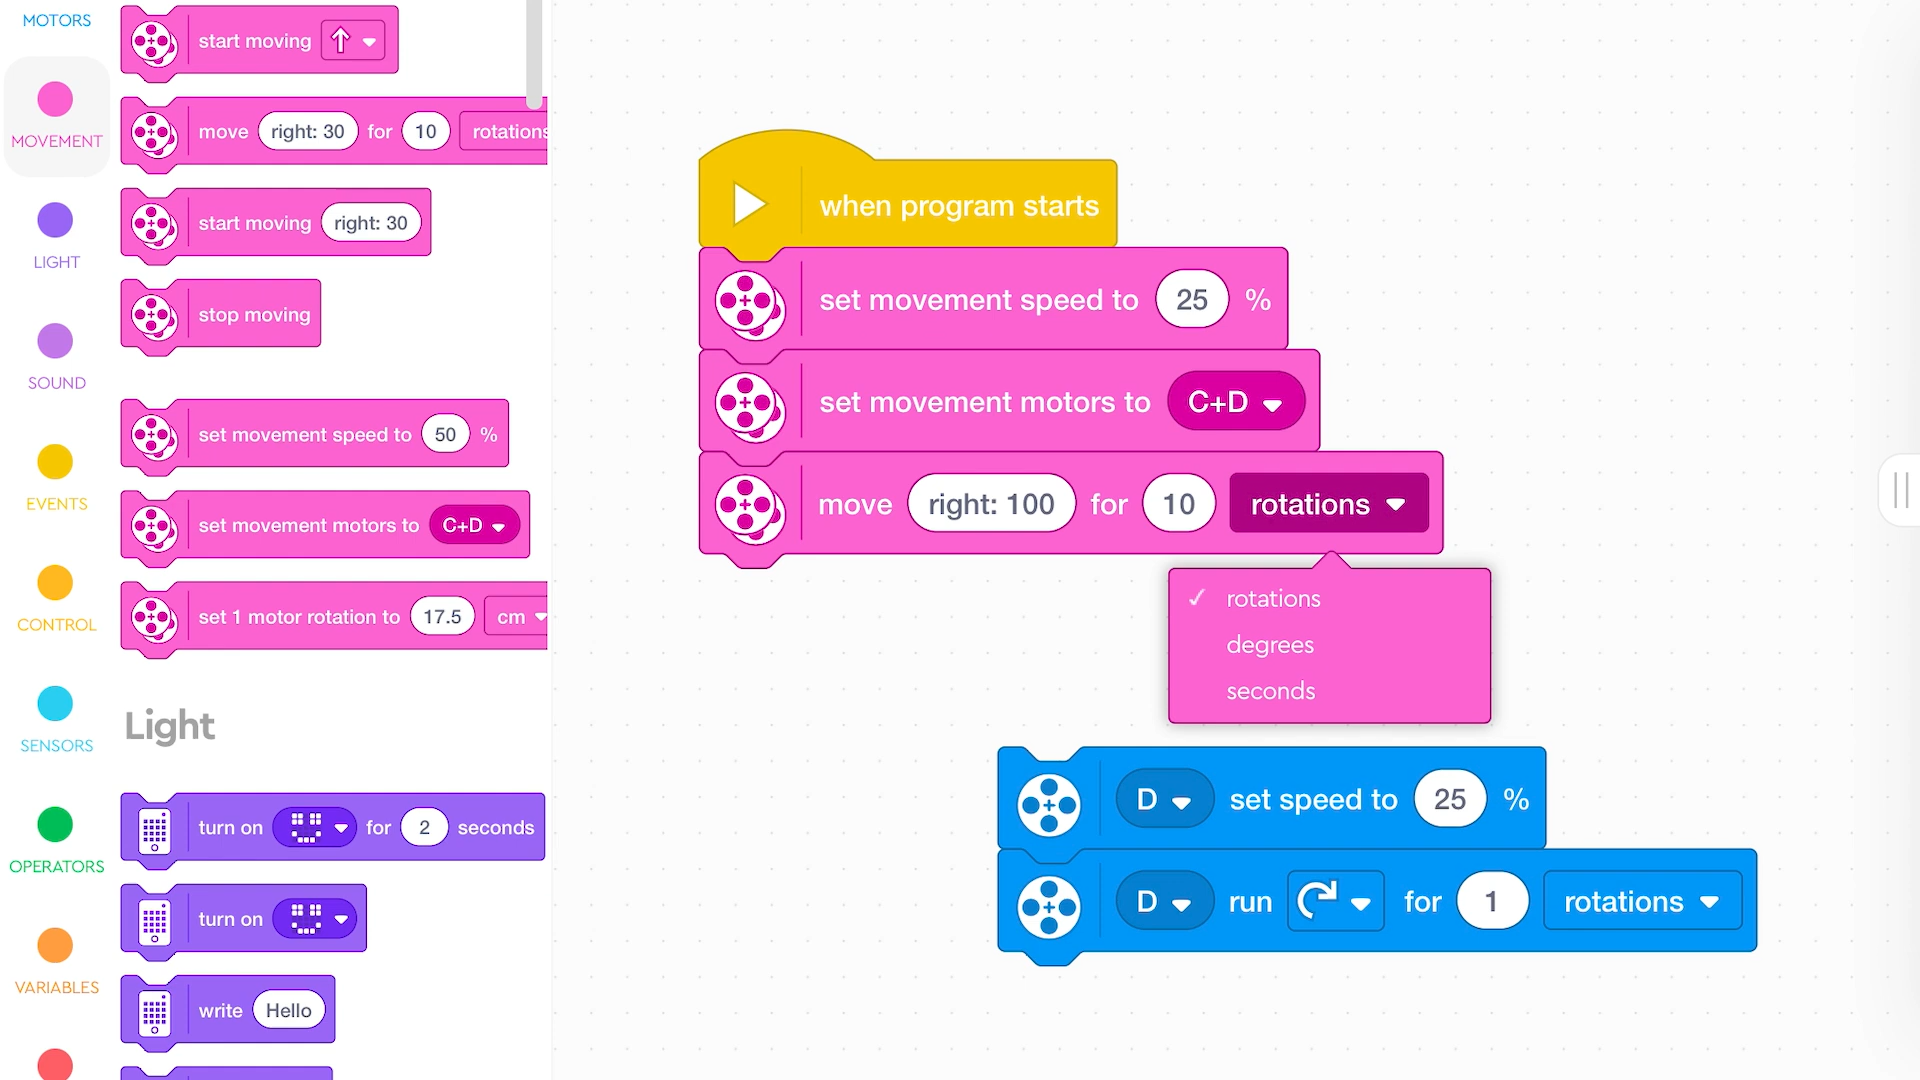 MOTORS
MOVEMENT
LIGHT
SOUND
EVENTS
CONTROL
SENSORS
OPERATORS
VARIABLES
start moving
move right: 30 for 10 rotations
start moving right: 30
stop moving
set movement speed to 50 %
set movement motors to C+D
set 1 motor rotation to 17.5 cm
Light
turn on for 2 seconds
turn on
write Hello
when program starts
set movement speed to 25 %
set movement motors to C+D
move right: 100 for 10 rotations
rotations
degrees
seconds
D set speed to 25 %
D run for 1 rotations